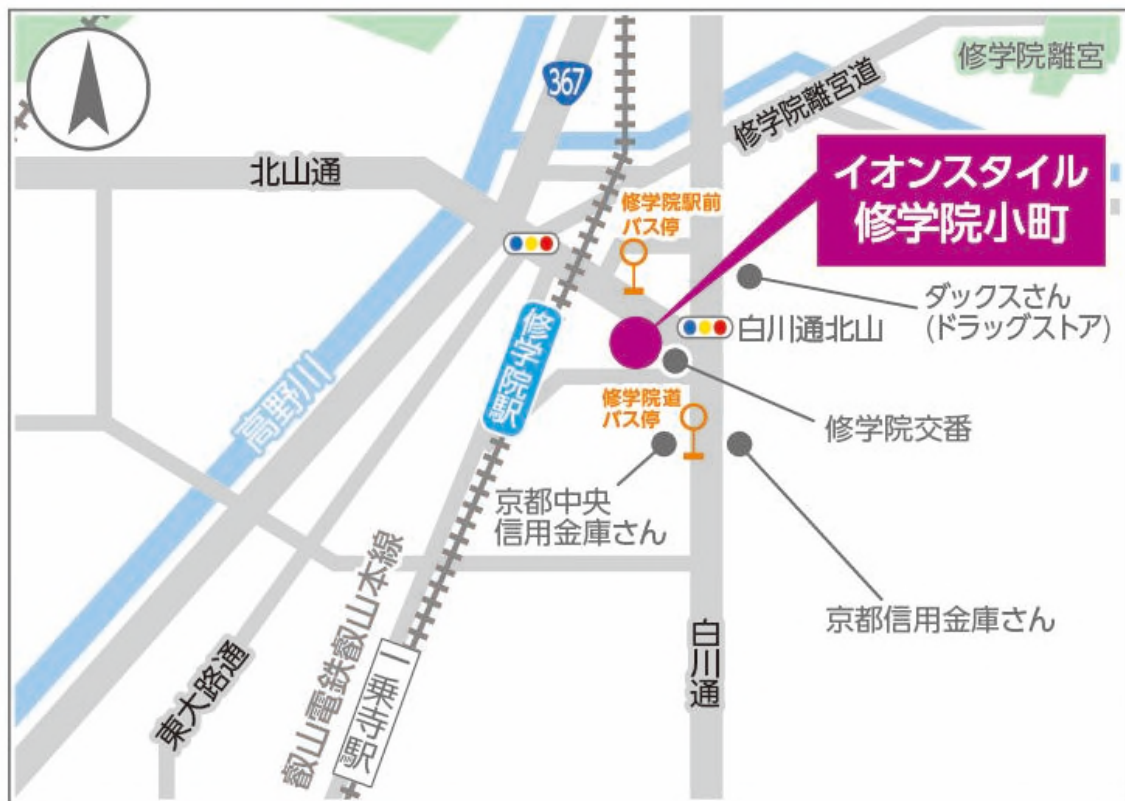 367
修学院離宮
修学院離宮道
北山通
イオンスタイル
修学院小町
修学院駅前
バス停
ダックスさん
(ドラッグストア)
白川通北山
修学院駅
高野川
修学院道
バス停
修学院交番
京都中央
信用金庫さん
京都信用金庫さん
白川通
叡山電鉄叡山本線
東大路通
一乗寺駅